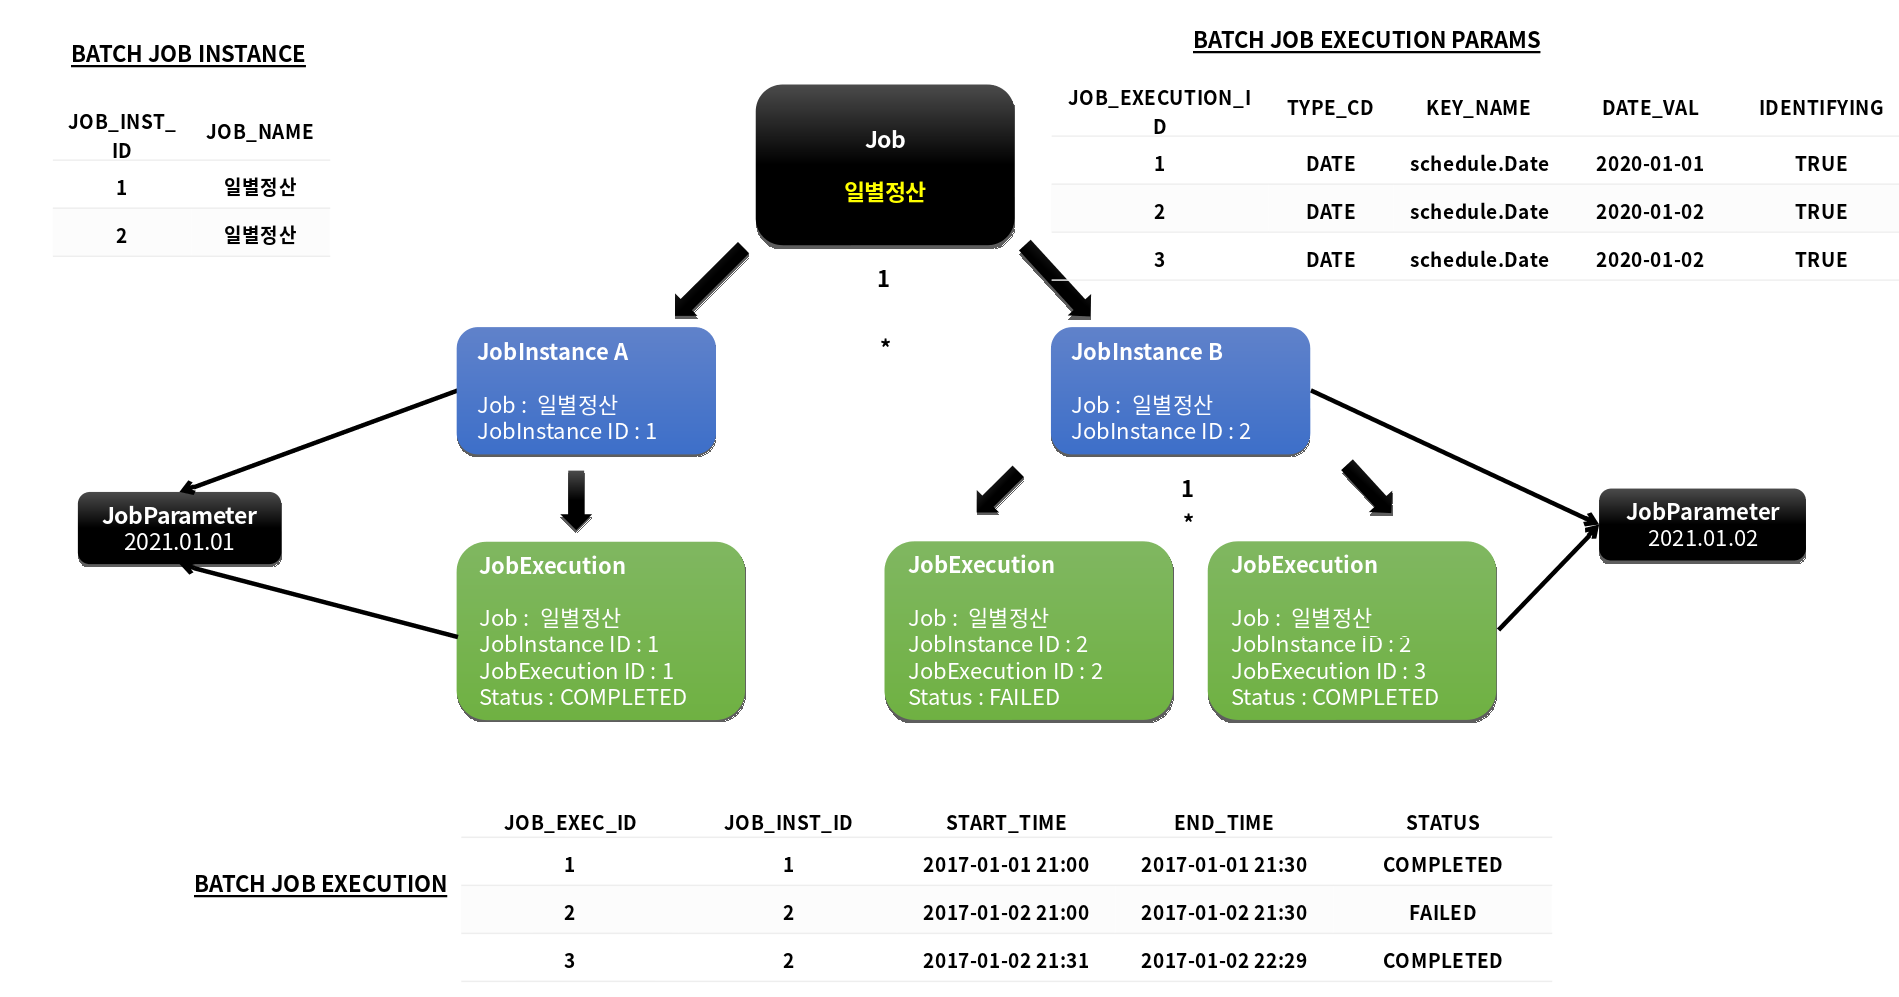 BATCH JOB INSTANCE
JOB_INST_
ID
JOB_NAME
1 일별정산
2 일별정산
BATCH JOB EXECUTION PARAMS
JOB_EXECUTION_I
D
TYPE_CD KEY_NAME DATE_VAL IDENTIFYING
1 DATE schedule.Date 2020-01-01 TRUE
2 DATE schedule.Date 2020-01-02 TRUE
3 DATE schedule.Date 2020-01-02 TRUE
Job
일별정산
1
*
JobInstance A
Job : 일별정산
JobInstance ID : 1
JobInstance B
Job : 일별정산
JobInstance ID : 2
1
*
JobParameter
2021.01.01
JobParameter
2021.01.02
JobExecution
Job : 일별정산
JobInstance ID : 1
JobExecution ID : 1
Status : COMPLETED
JobExecution
Job : 일별정산
JobInstance ID : 2
JobExecution ID : 2
Status : FAILED
JobExecution
Job : 일별정산
JobInstance ID : 2
JobExecution ID : 3
Status : COMPLETED
BATCH JOB EXECUTION
JOB_EXEC_ID JOB_INST_ID START_TIME END_TIME STATUS
1 1 2017-01-01 21:00 2017-01-01 21:30 COMPLETED
2 2 2017-01-02 21:00 2017-01-02 21:30 FAILED
3 2 2017-01-02 21:31 2017-01-02 22:29 COMPLETED